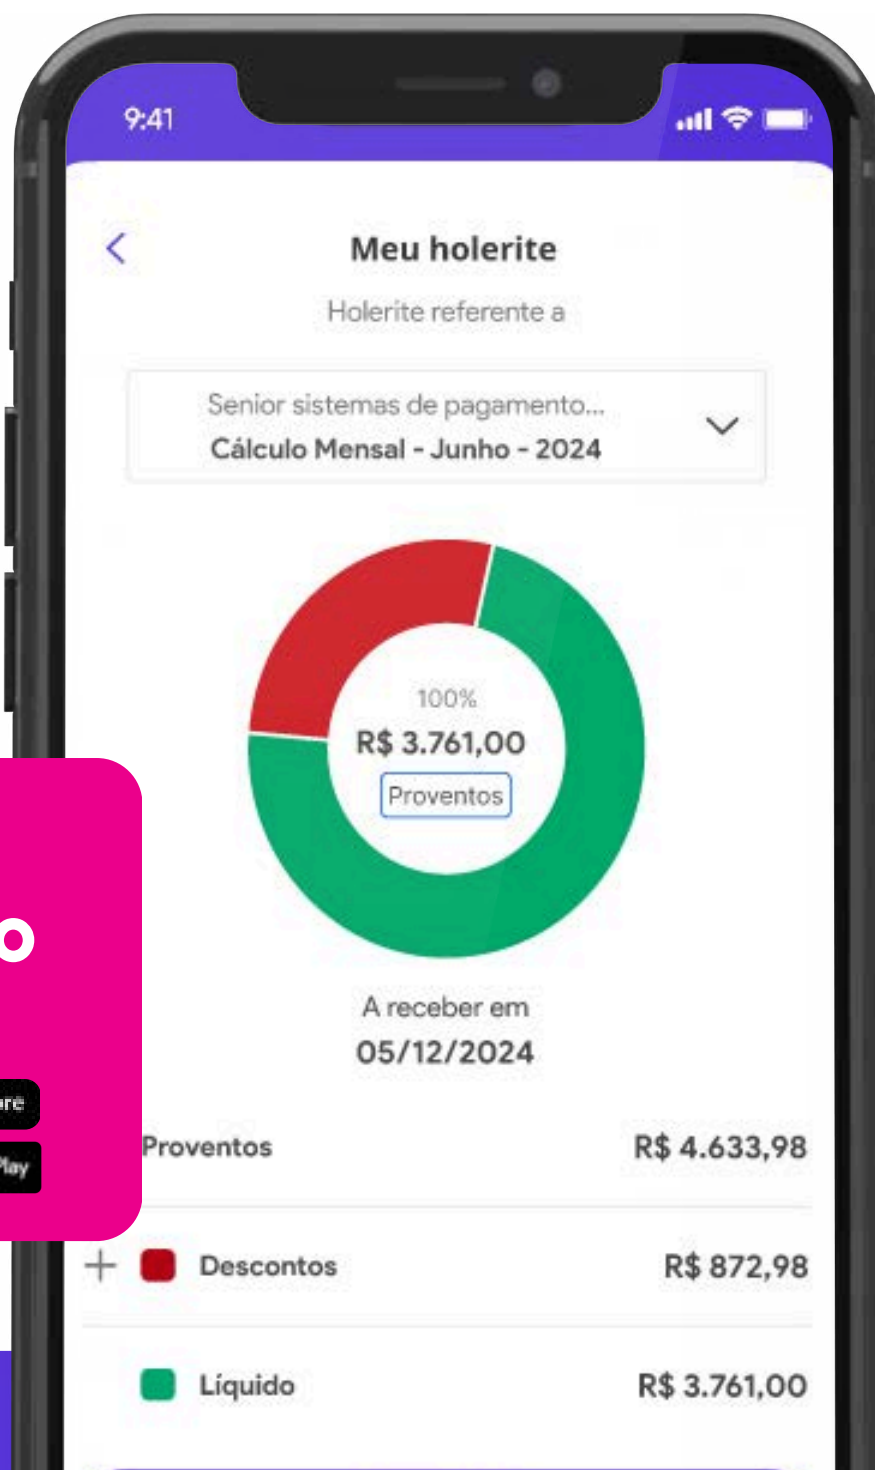 9:41
Meu holerite
Holerite referente a
Senior sistemas de pagamento...
Cálculo Mensal - Junho - 2024
100%
R$ 3.761,00
Proventos
A receber em
05/12/2024
Proventos R$ 4.633,98
Play
Descontos R$ 872,98
Líquido R$ 3.761,00